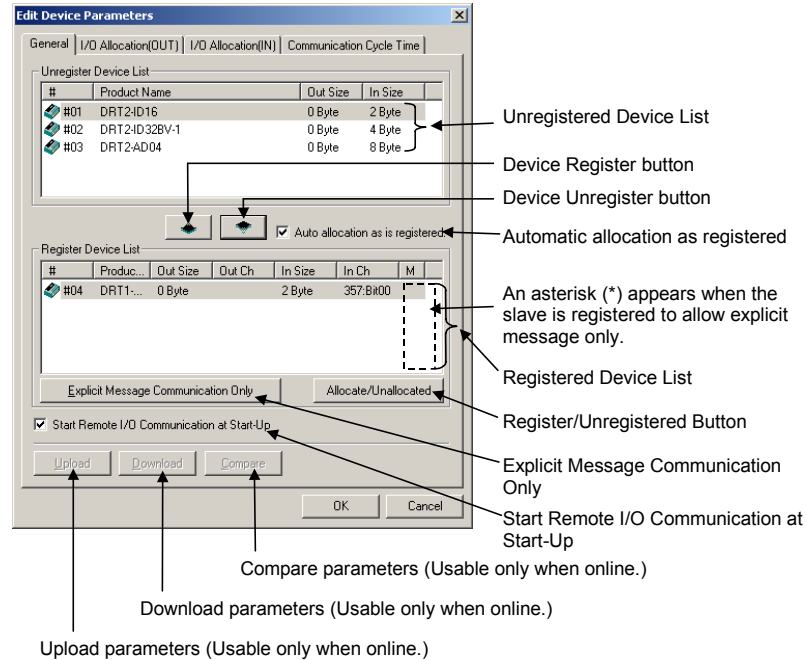 Edit Device Parameters
General I/O Allocation(OUT) I/O Allocation(IN) Communication Cycle Time
Unregister Device List
# Product Name Out Size In Size
#01 DRT2-ID16 0 Byte 2 Byte
#02 DRT2-ID32BV-1 0 Byte 4 Byte
#03 DRT2-AD04 0 Byte 8 Byte
Auto allocation as is registered.
Register Device List
# Produc... Out Size Out Ch In Size In Ch M
#04 DRT1-... 0 Byte 2 Byte 357:Bit00
Explicit Message Communication Only Allocate/Unallocated
Start Remote I/O Communication at Start-Up
Upload Download Compare
OK Cancel
Unregistered Device List
Device Register button
Device Unregister button
Automatic allocation as registered
An asterisk (*) appears when the
slave is registered to allow explicit
message only.
Registered Device List
Register/Unregistered Button
Explicit Message Communication
Only
Start Remote I/O Communication at
Start-Up
Compare parameters (Usable only when online.)
Download parameters (Usable only when online.)
Upload parameters (Usable only when online.)